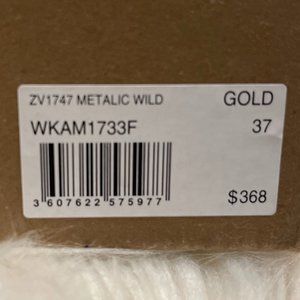 ZV1747 METALIC WILD GOLD
WKAM1733F 37
3 607622 575977 $368